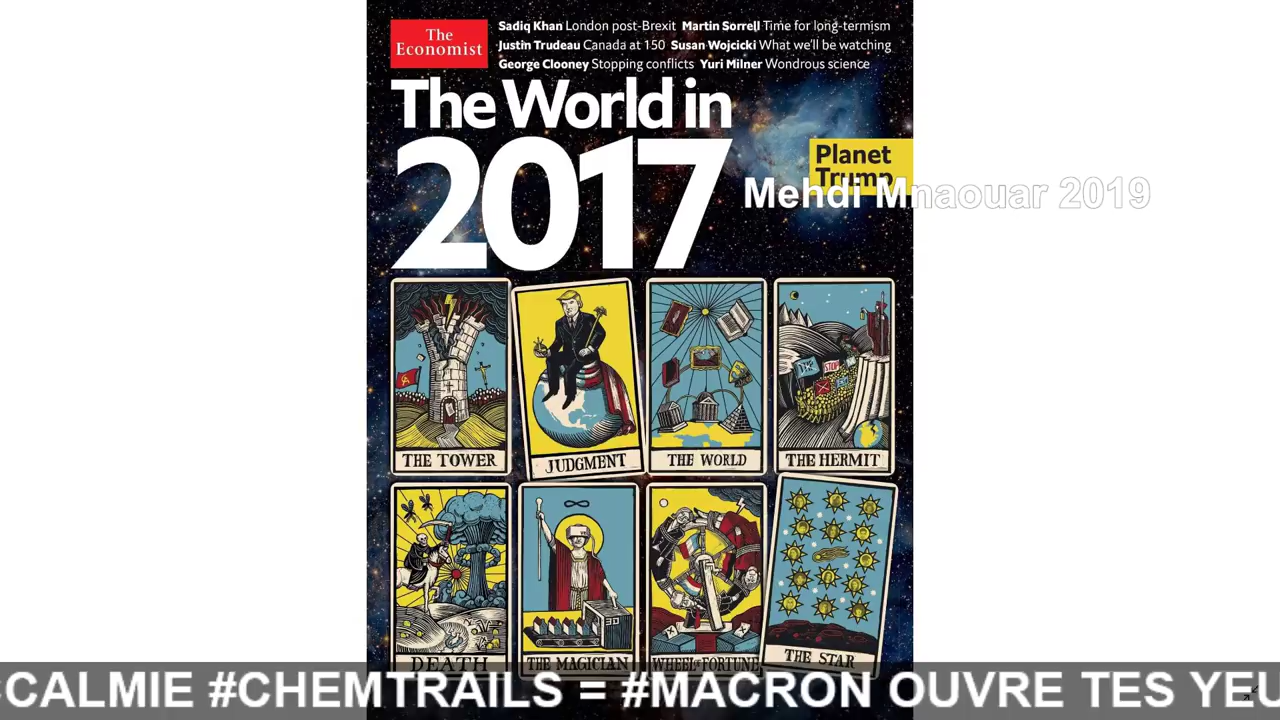 The
Economist
Sadiq Khan London post-Brexit Martin Sorrell Time for long-termism
Justin Trudeau Canada at 150 Susan Wojcicki What we'll be watching
George Clooney Stopping conflicts Yuri Milner Wondrous science
The World in
2017
Planet
Trump
Mehdi Mnaouar 2019
THE TOWER
JUDGMENT
THE WORLD
THE HERMIT
STOP
DEATH
THE MAGICIAN
3D
WHEEL of FORTUNE
THE STAR
CALMIE #CHEMTRAILS = #MACRON OUVRE TES YEU